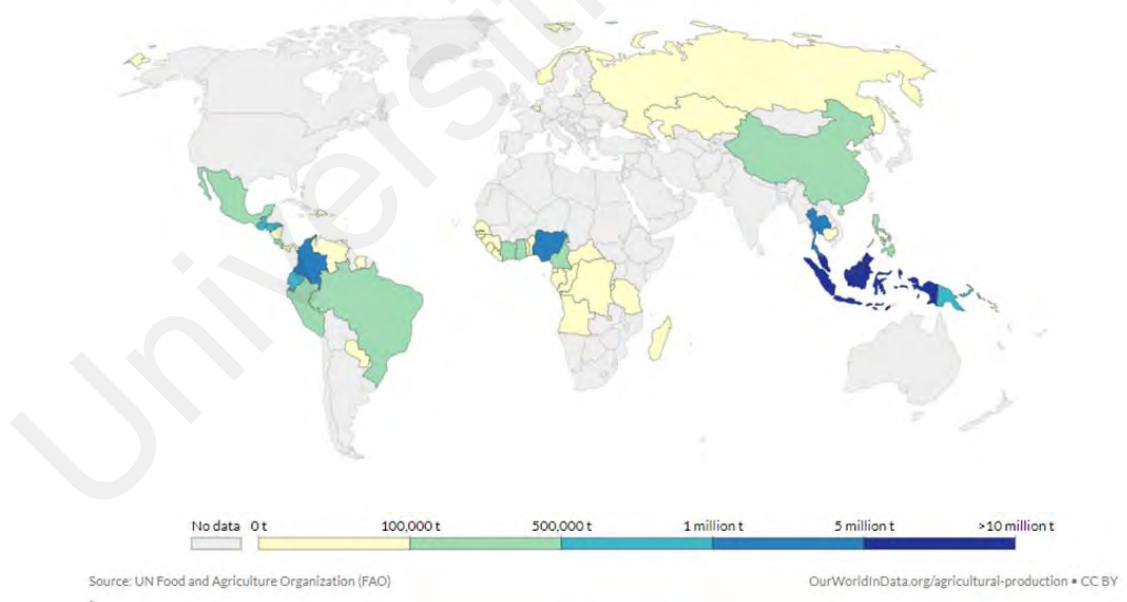 Universiti
No data 0 t 100,000 t 500,000 t 1 million t 5 million t >10 million t
Source: UN Food and Agriculture Organization (FAO)
OurWorldInData.org/agricultural-production • CC BY